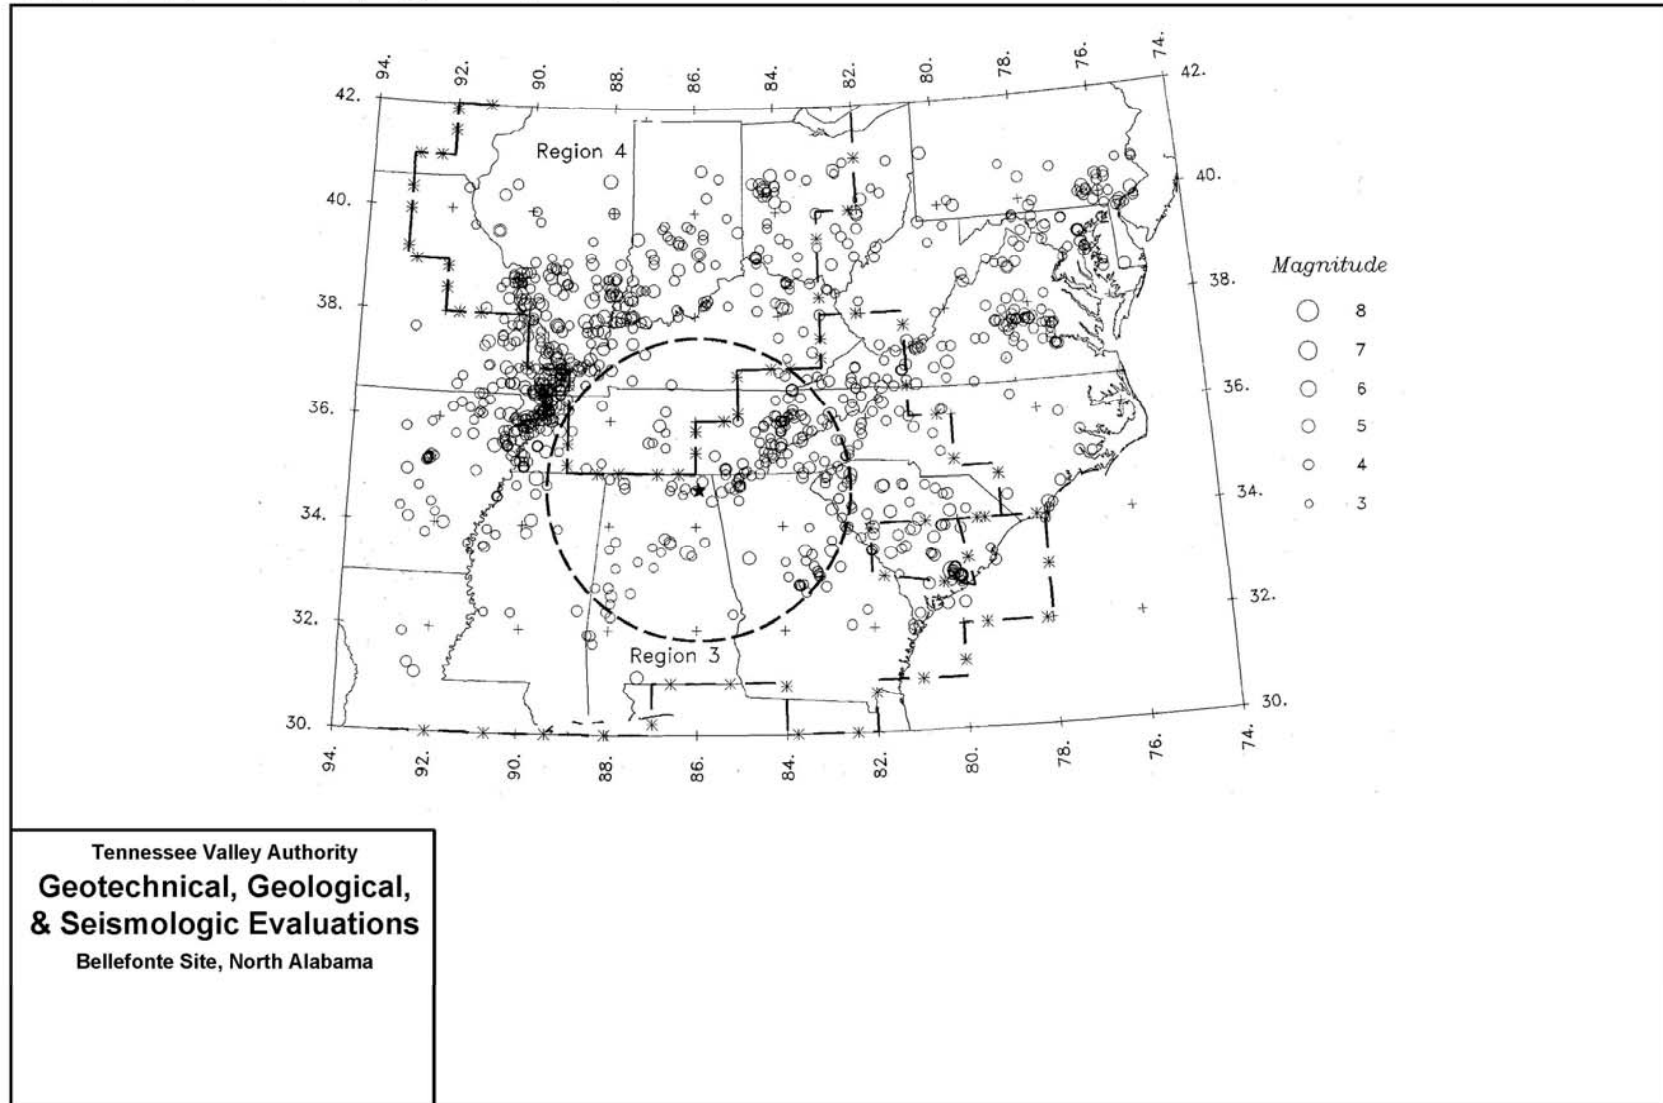 94. 92. 90. 88. 86. 84. 82. 80. 78. 76. 74.
42. 42.
Region 4
40. 40.
Magnitude
38. 38.
8
7
36. 36.
6
5
4
34. 34.
3
32. 32.
Region 3
30. 30.
94. 92. 90. 88. 86. 84. 82. 80. 78. 76. 74.
Tennessee Valley Authority
Geotechnical, Geological,
& Seismologic Evaluations
Bellefonte Site, North Alabama